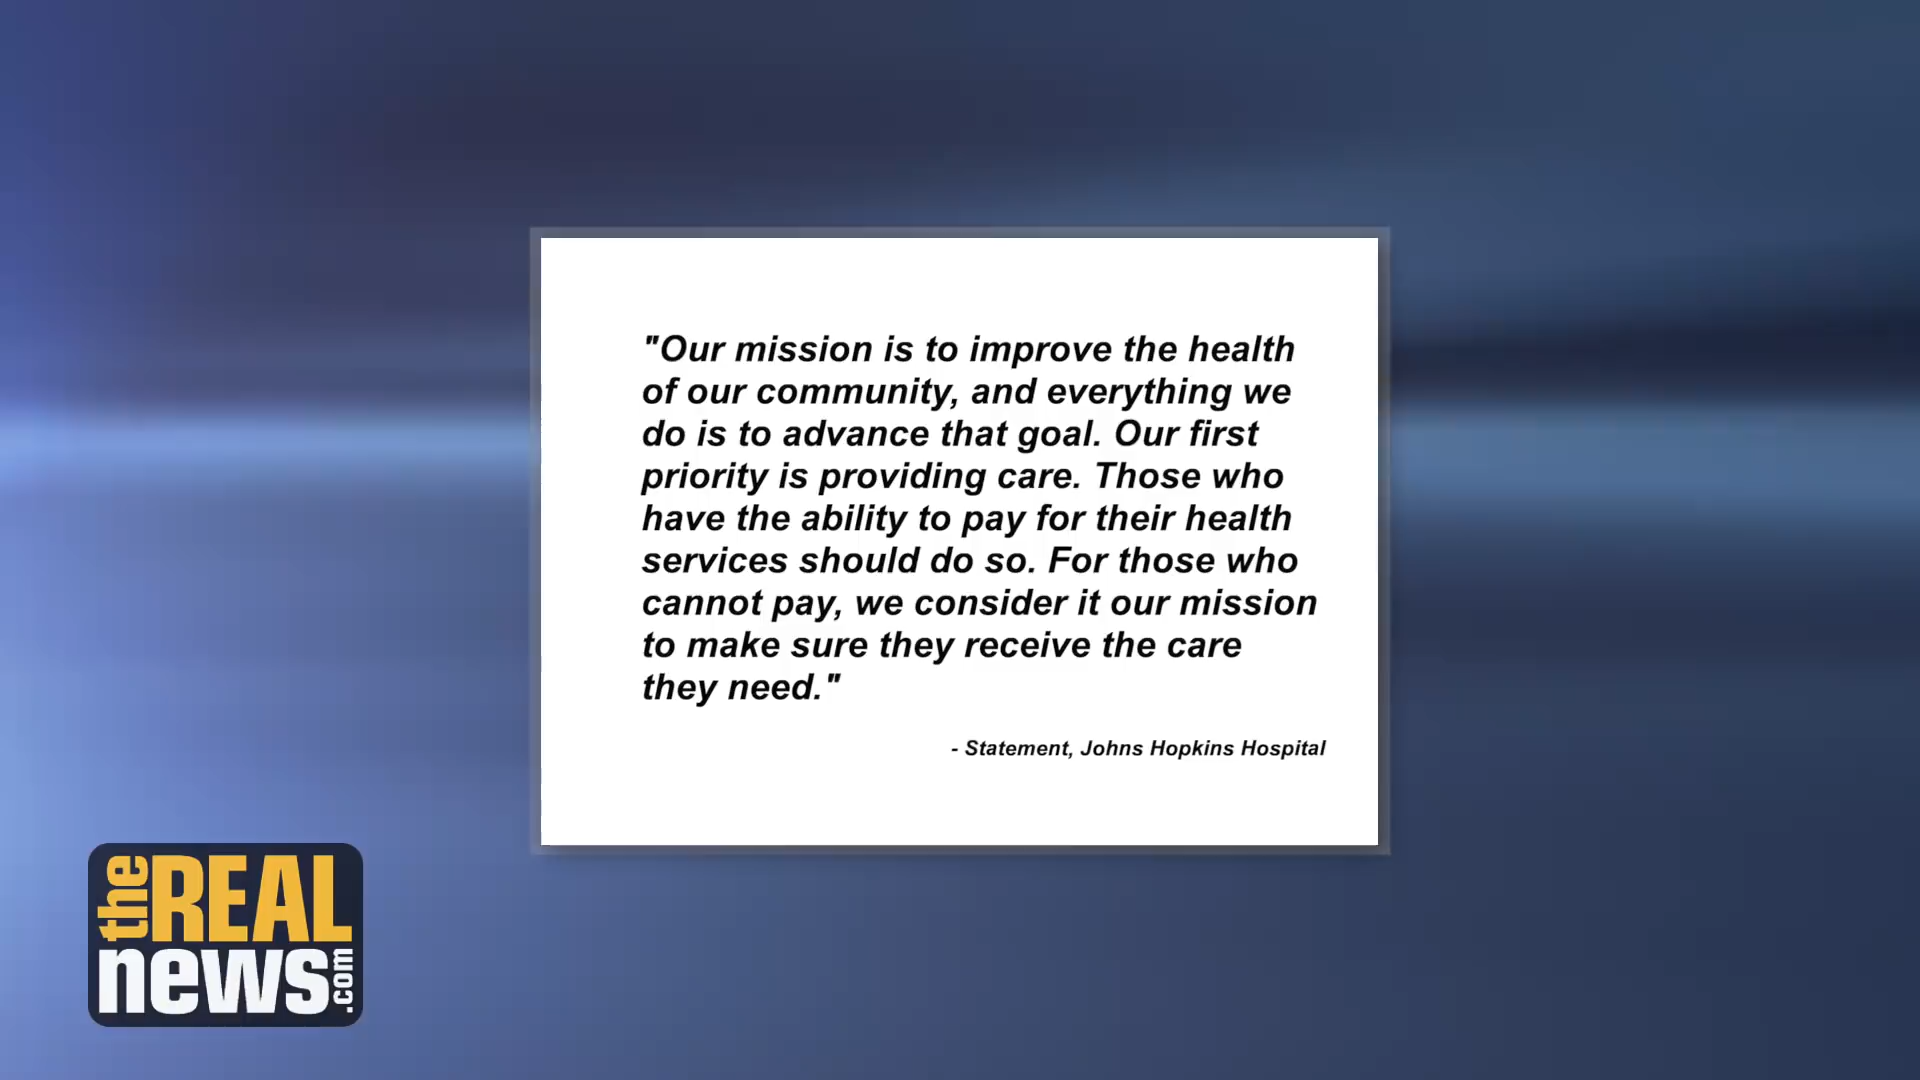 "Our mission is to improve the health
of our community, and everything we
do is to advance that goal. Our first
priority is providing care. Those who
have the ability to pay for their health
services should do so. For those who
cannot pay, we consider it our mission
to make sure they receive the care
they need."
- Statement, Johns Hopkins Hospital
the REAL
news.com